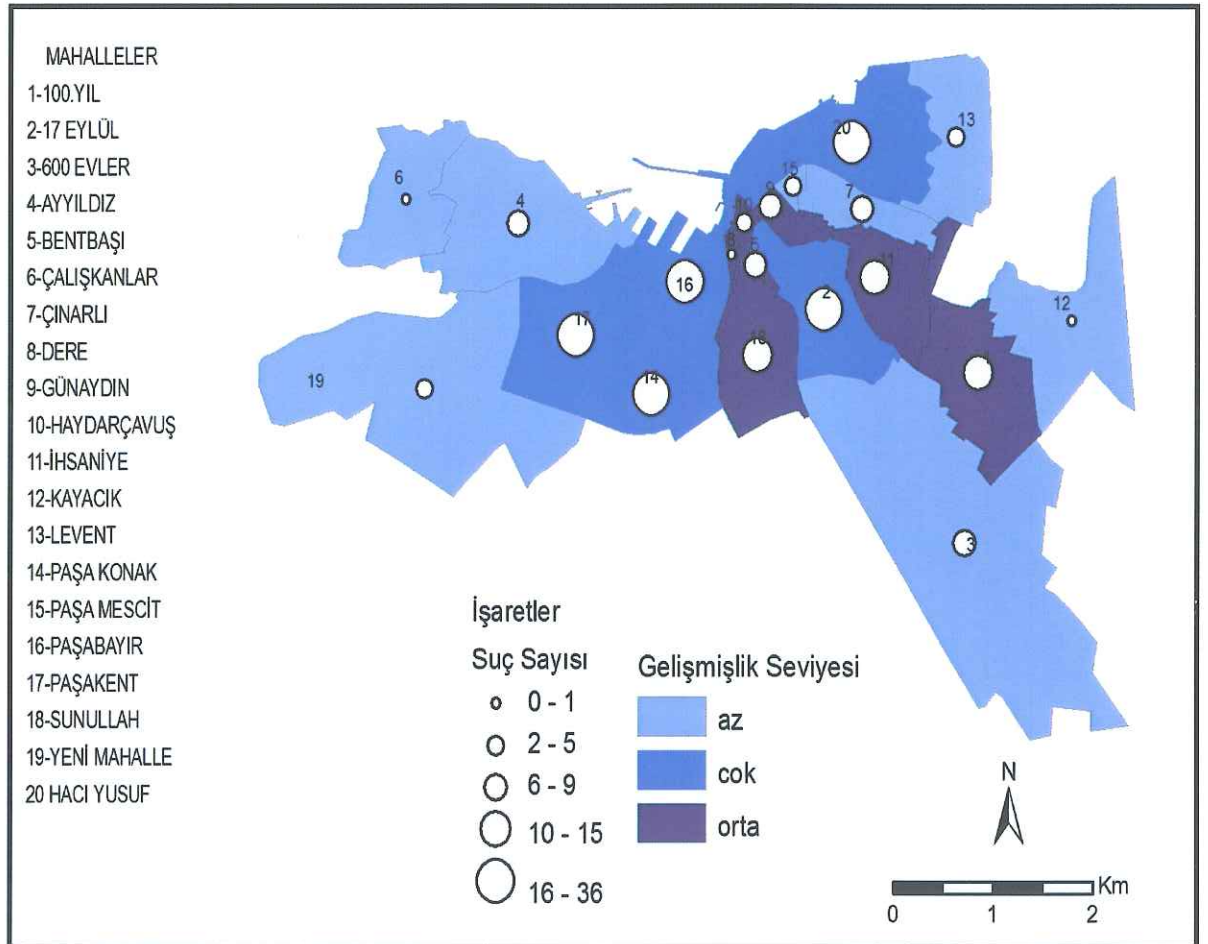 MAHALLELER
1-100.YIL
2-17 EYLÜL
3-600 EVLER
4-AYYILDIZ
5-BENTBAŞI
6-ÇALIŞKANLAR
7-ÇINARLI
8-DERE
9-GÜNAYDIN
10-HAYDARÇAVUŞ
11-İHSANİYE
12-KAYACIK
13-LEVENT
14-PAŞA KONAK
15-PAŞA MESCİT
16-PAŞABAYIR
17-PAŞAKENT
18-SUNULLAH
19-YENİ MAHALLE
20 HACI YUSUF
20
13
15
6
4
9
7
10
8
5
11
16
2
12
17
18
1
19
14
3
İşaretler
Suç Sayısı
0 - 1
2 - 5
6 - 9
10 - 15
16 - 36
Gelişmişlik Seviyesi
az
cok
orta
N
Km
0 1 2